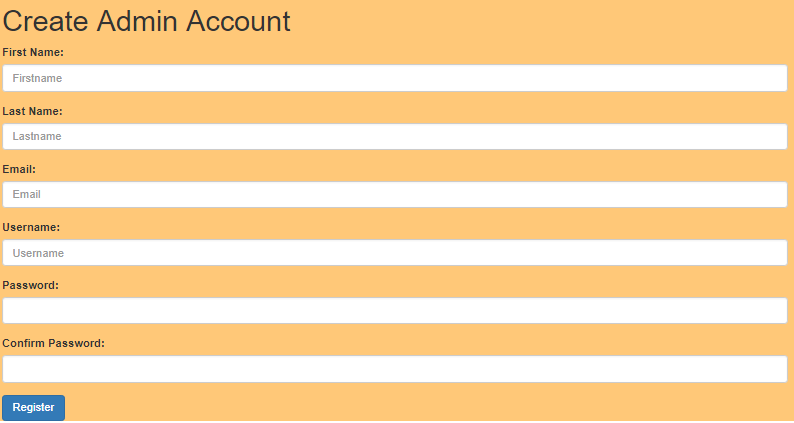 Create Admin Account
First Name:
Firstname
Last Name:
Lastname
Email:
Email
Username:
Username
Password:
Confirm Password:
Register